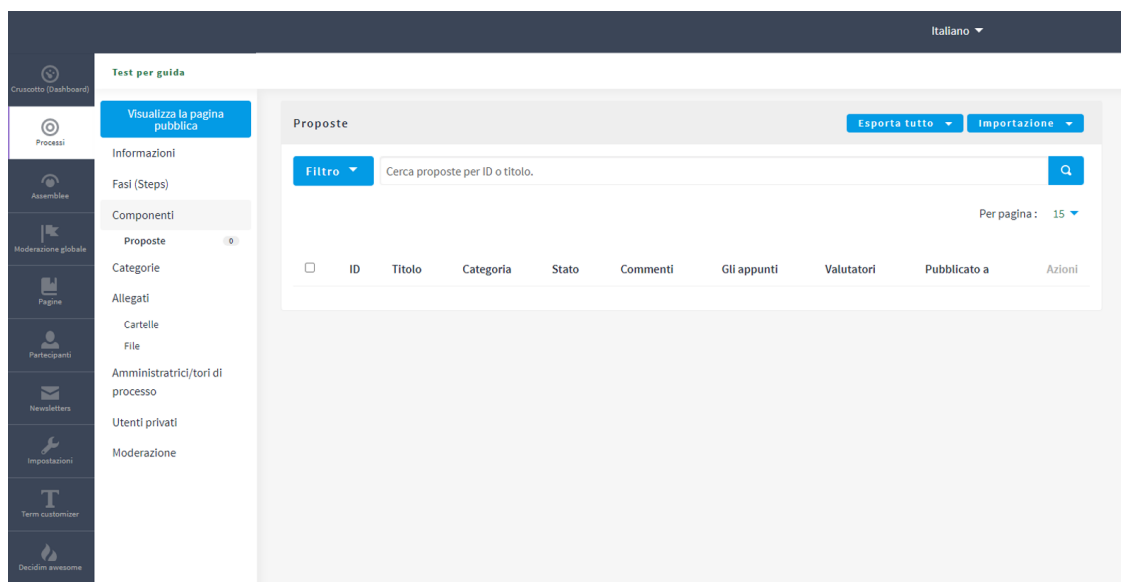 Italiano
Cruscotto (Dashboard)
Processi
Assemblee
Moderazione globale
Pagine
Partecipanti
Newsletters
Impostazioni
Term customizer
Decidim awesome
Test per guida
Visualizza la pagina
pubblica
Informazioni
Fasi (Steps)
Componenti
Proposte 0
Categorie
Allegati
Cartelle
File
Amministratrici/tori di
processo
Utenti privati
Moderazione
Proposte Esporta tutto Importazione
Filtro Cerca proposte per ID o titolo.
Per pagina : 15
ID Titolo Categoria Stato Commenti Gli appunti Valutatori Pubblicato a Azioni